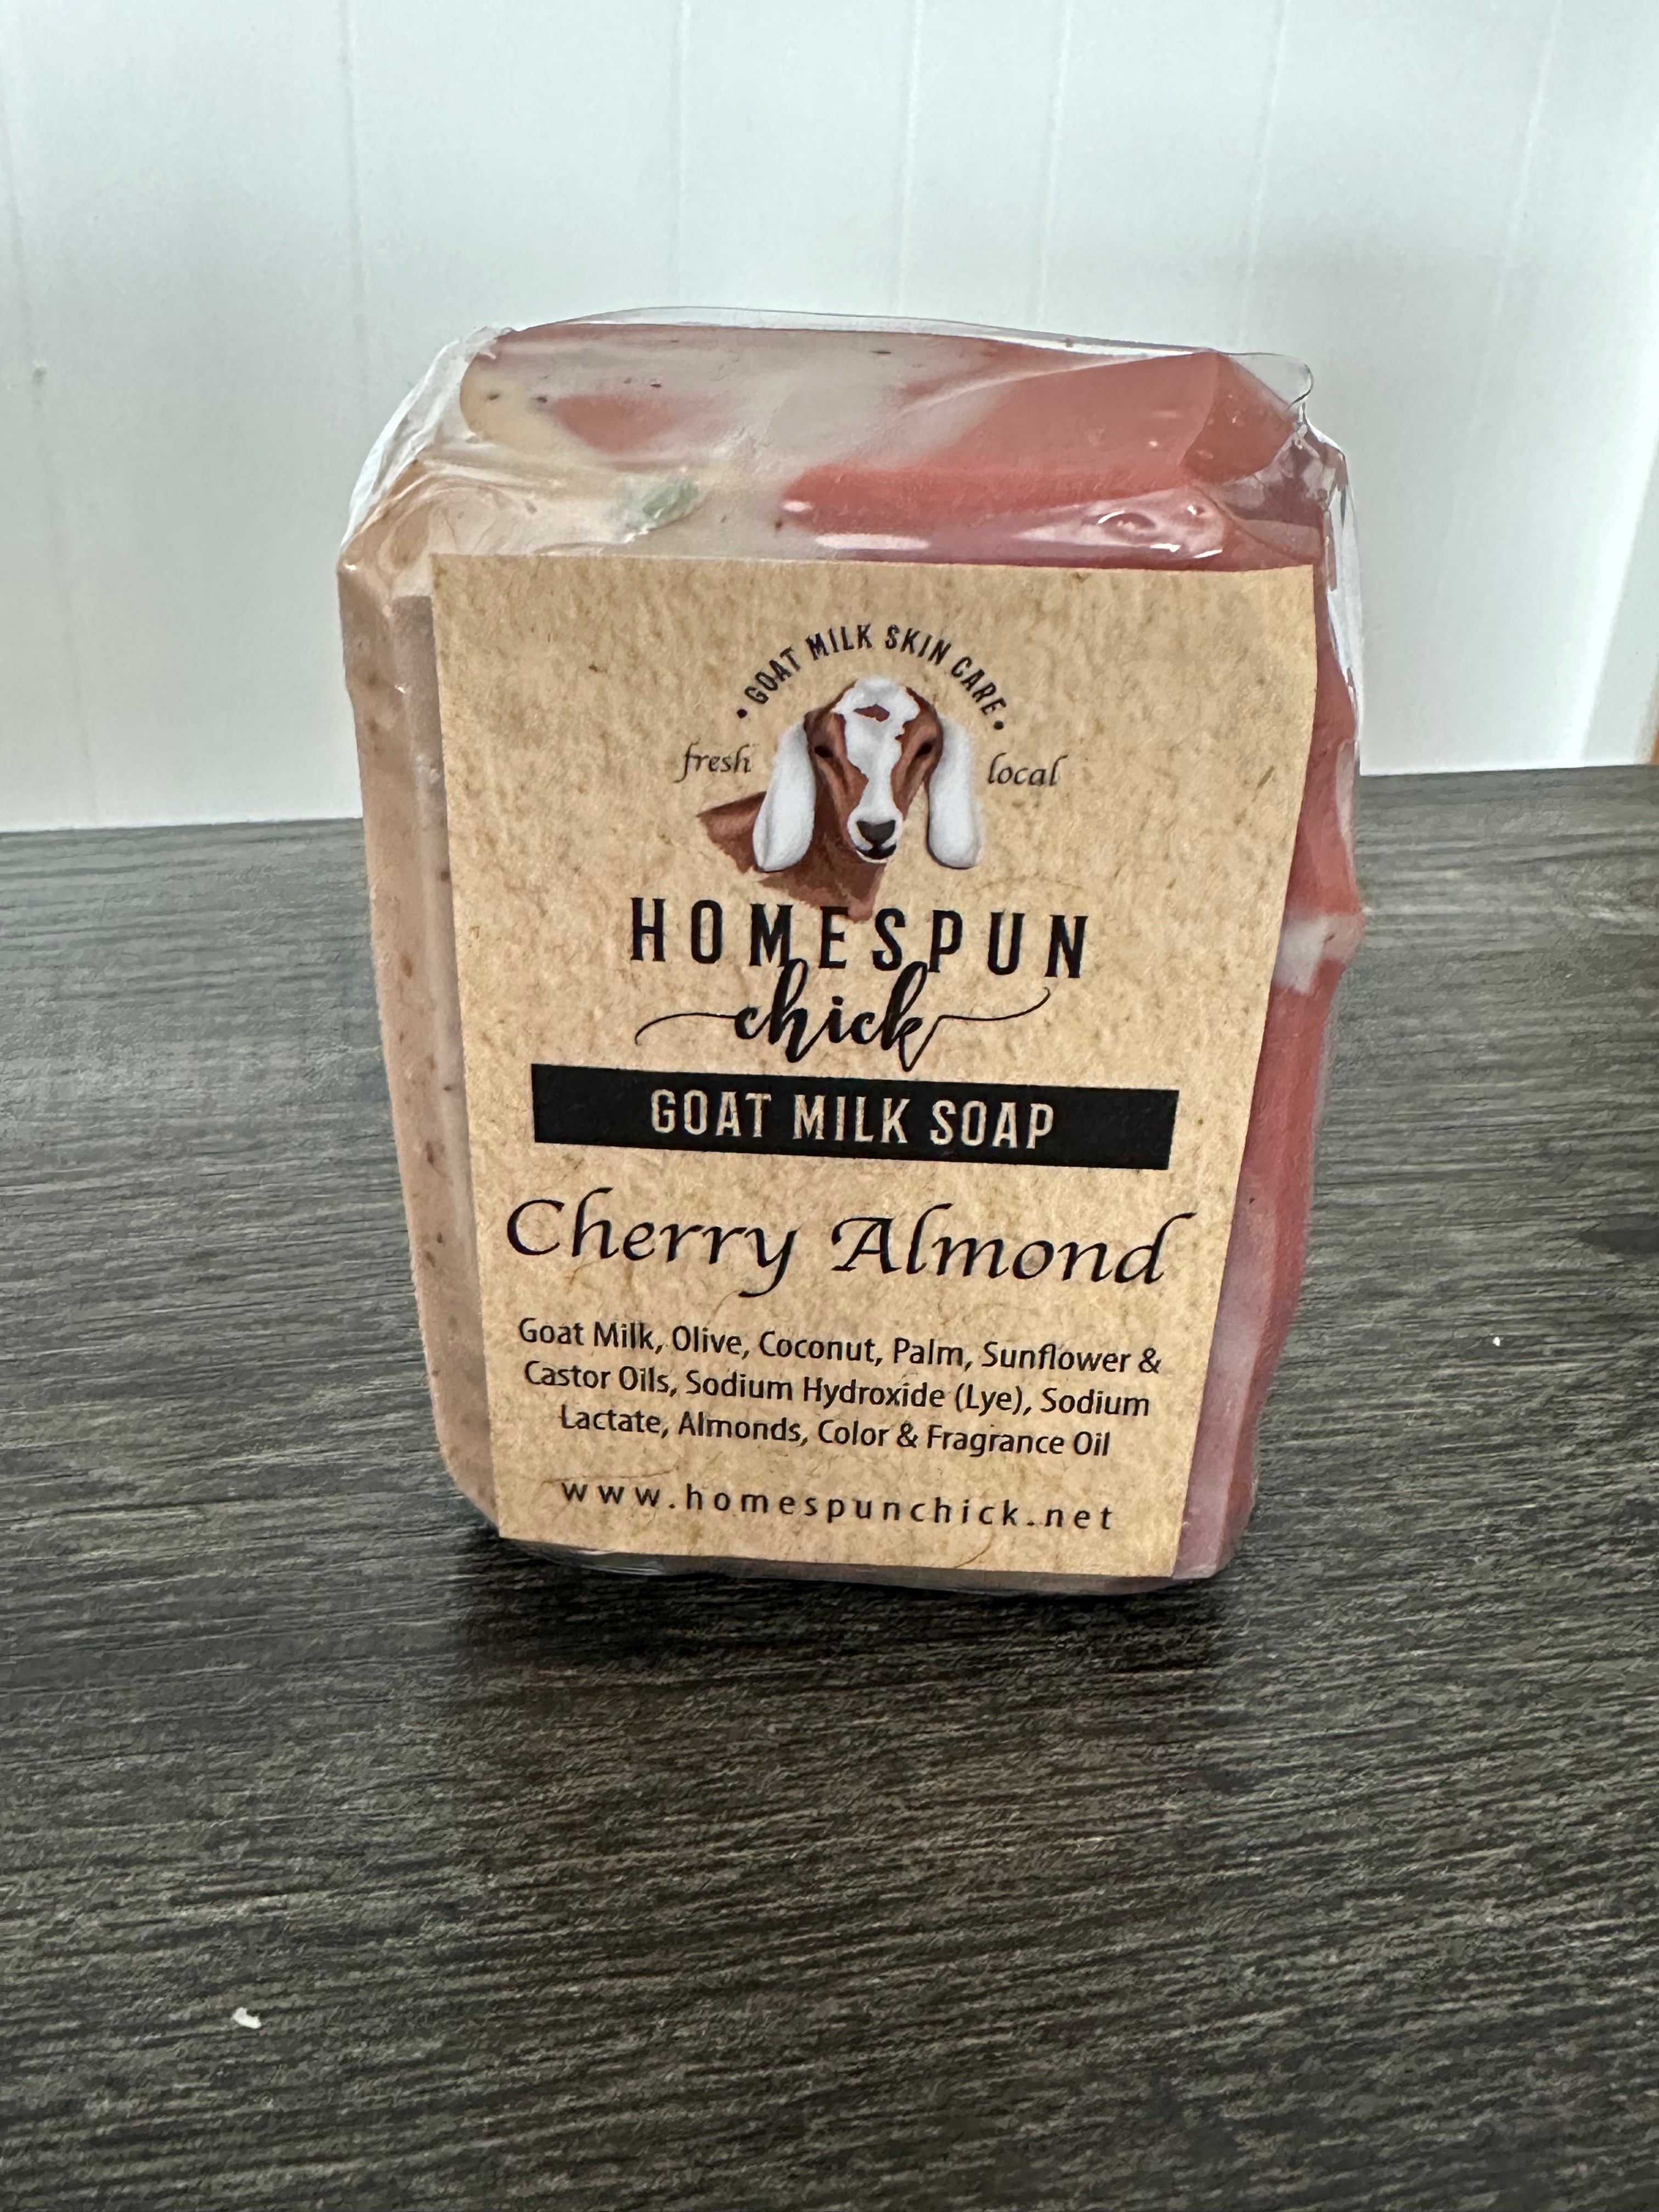 • GOAT MILK SKIN CARE •
fresh local
HOMESPUN
chick
GOAT MILK SOAP
Cherry Almond
Goat Milk, Olive, Coconut, Palm, Sunflower &
Castor Oils, Sodium Hydroxide (Lye), Sodium
Lactate, Almonds, Color & Fragrance Oil
www.homespunchick.net